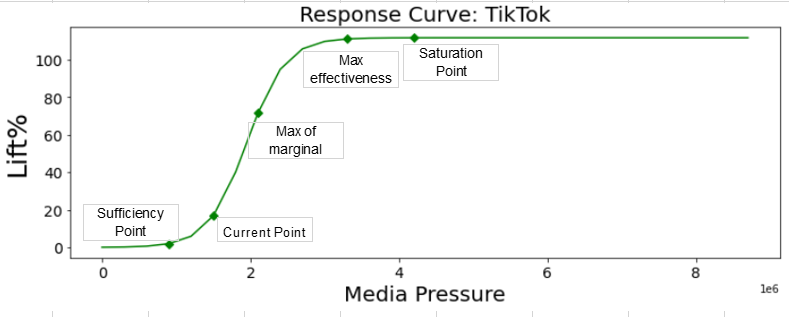 Response Curve: TikTok
Lift%
100
80
60
40
20
0
Max
effectiveness
Saturation
Point
Max of
marginal
Sufficiency
Point
Current Point
0
2
4
6
8
1e6
Media Pressure